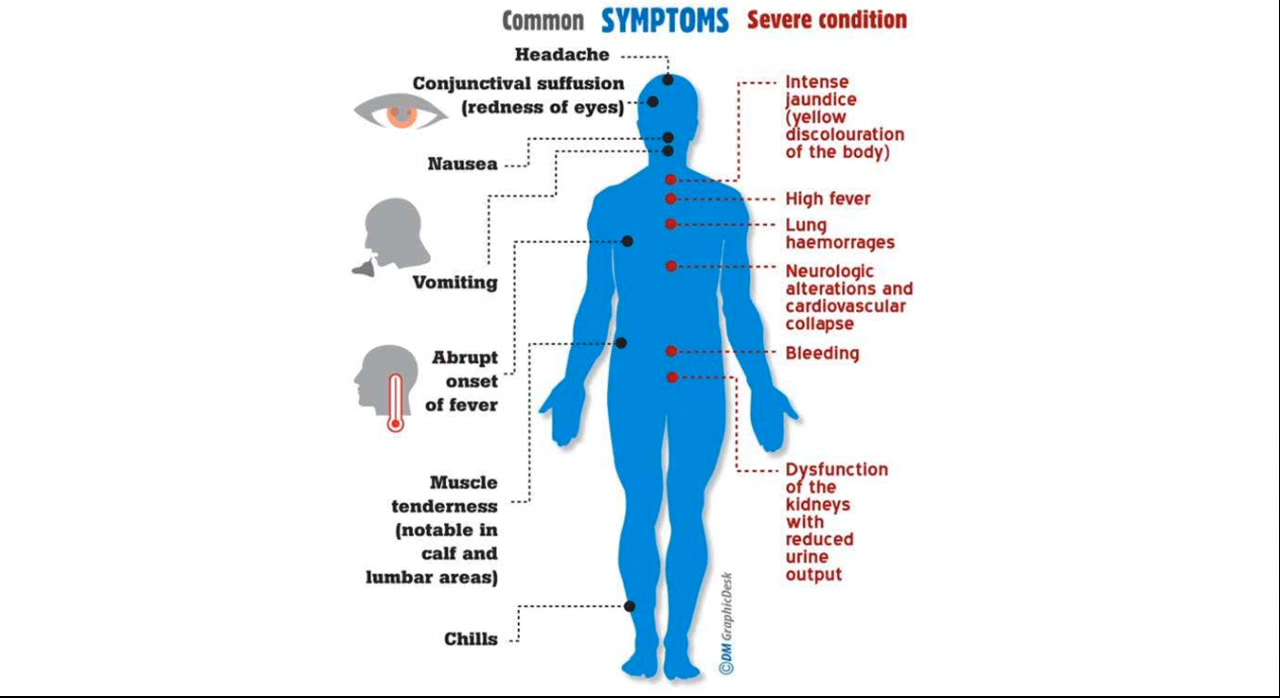 Common SYMPTOMS Severe condition
Headache
Conjunctival suffusion
(redness of eyes)
Nausea
Vomiting
Abrupt
onset
of fever
Muscle
tenderness
(notable in
calf and
lumbar areas)
Chills
Intense
jaundice
(yellow
discolouration
of the body)
High fever
Lung
haemorrages
Neurologic
alterations and
cardiovascular
collapse
Bleeding
Dysfunction
of the
kidneys
with
reduced
urine
output
©DM GraphicDesk